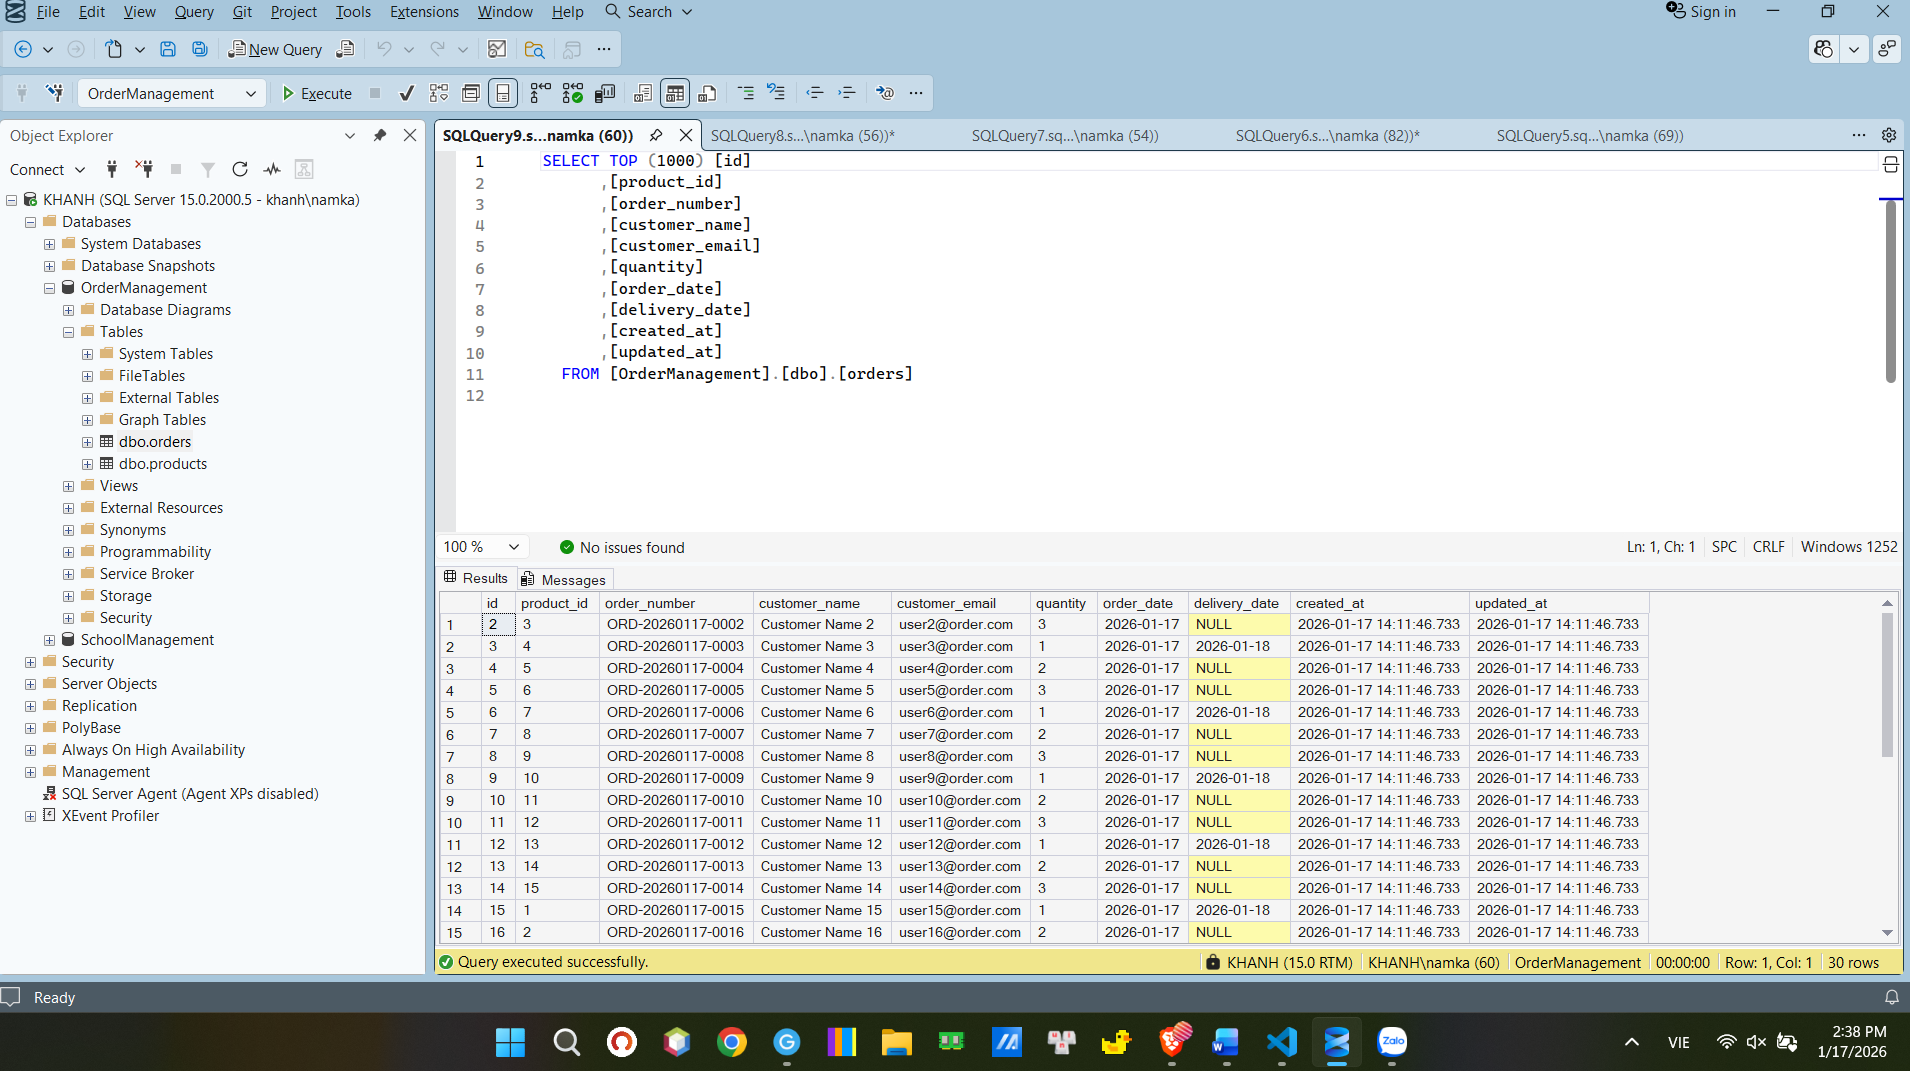 File Edit View Query Git Project Tools Extensions Window Help Search Sign in
New Query
OrderManagement Execute
Object Explorer
Connect
KHANH (SQL Server 15.0.2000.5 - khanh\namka)
Databases
System Databases
Database Snapshots
OrderManagement
Database Diagrams
Tables
System Tables
FileTables
External Tables
Graph Tables
dbo.orders
dbo.products
Views
External Resources
Synonyms
Programmability
Service Broker
Storage
Security
SchoolManagement
Security
Server Objects
Replication
PolyBase
Always On High Availability
Management
SQL Server Agent (Agent XPs disabled)
XEvent Profiler
SQLQuery9.s...namka (60)) SQLQuery8.s...\namka (56))* SQLQuery7.sq...\namka (54)) SQLQuery6.s...\namka (82))* SQLQuery5.sq...\namka (69))
1 SELECT TOP (1000) [id]
2 ,[product_id]
3 ,[order_number]
4 ,[customer_name]
5 ,[customer_email]
6 ,[quantity]
7 ,[order_date]
8 ,[delivery_date]
9 ,[created_at]
10 ,[updated_at]
11 FROM [OrderManagement].[dbo].[orders]
12
100 % No issues found Ln: 1, Ch: 1 SPC CRLF Windows 1252
Results Messages
id product_id order_number customer_name customer_email quantity order_date delivery_date created_at updated_at
1 2 3 ORD-20260117-0002 Customer Name 2 user2@order.com 3 2026-01-17 NULL 2026-01-17 14:11:46.733 2026-01-17 14:11:46.733
2 3 4 ORD-20260117-0003 Customer Name 3 user3@order.com 1 2026-01-17 2026-01-18 2026-01-17 14:11:46.733 2026-01-17 14:11:46.733
3 4 5 ORD-20260117-0004 Customer Name 4 user4@order.com 2 2026-01-17 NULL 2026-01-17 14:11:46.733 2026-01-17 14:11:46.733
4 5 6 ORD-20260117-0005 Customer Name 5 user5@order.com 3 2026-01-17 NULL 2026-01-17 14:11:46.733 2026-01-17 14:11:46.733
5 6 7 ORD-20260117-0006 Customer Name 6 user6@order.com 1 2026-01-17 2026-01-18 2026-01-17 14:11:46.733 2026-01-17 14:11:46.733
6 7 8 ORD-20260117-0007 Customer Name 7 user7@order.com 2 2026-01-17 NULL 2026-01-17 14:11:46.733 2026-01-17 14:11:46.733
7 8 9 ORD-20260117-0008 Customer Name 8 user8@order.com 3 2026-01-17 NULL 2026-01-17 14:11:46.733 2026-01-17 14:11:46.733
8 9 10 ORD-20260117-0009 Customer Name 9 user9@order.com 1 2026-01-17 2026-01-18 2026-01-17 14:11:46.733 2026-01-17 14:11:46.733
9 10 11 ORD-20260117-0010 Customer Name 10 user10@order.com 2 2026-01-17 NULL 2026-01-17 14:11:46.733 2026-01-17 14:11:46.733
10 11 12 ORD-20260117-0011 Customer Name 11 user11@order.com 3 2026-01-17 NULL 2026-01-17 14:11:46.733 2026-01-17 14:11:46.733
11 12 13 ORD-20260117-0012 Customer Name 12 user12@order.com 1 2026-01-17 2026-01-18 2026-01-17 14:11:46.733 2026-01-17 14:11:46.733
12 13 14 ORD-20260117-0013 Customer Name 13 user13@order.com 2 2026-01-17 NULL 2026-01-17 14:11:46.733 2026-01-17 14:11:46.733
13 14 15 ORD-20260117-0014 Customer Name 14 user14@order.com 3 2026-01-17 NULL 2026-01-17 14:11:46.733 2026-01-17 14:11:46.733
14 15 1 ORD-20260117-0015 Customer Name 15 user15@order.com 1 2026-01-17 2026-01-18 2026-01-17 14:11:46.733 2026-01-17 14:11:46.733
15 16 2 ORD-20260117-0016 Customer Name 16 user16@order.com 2 2026-01-17 NULL 2026-01-17 14:11:46.733 2026-01-17 14:11:46.733
Query executed successfully. KHANH (15.0 RTM) KHANH\namka (60) OrderManagement 00:00:00 Row: 1, Col: 1 30 rows
Ready
Zalo VIE 2:38 PM
1/17/2026